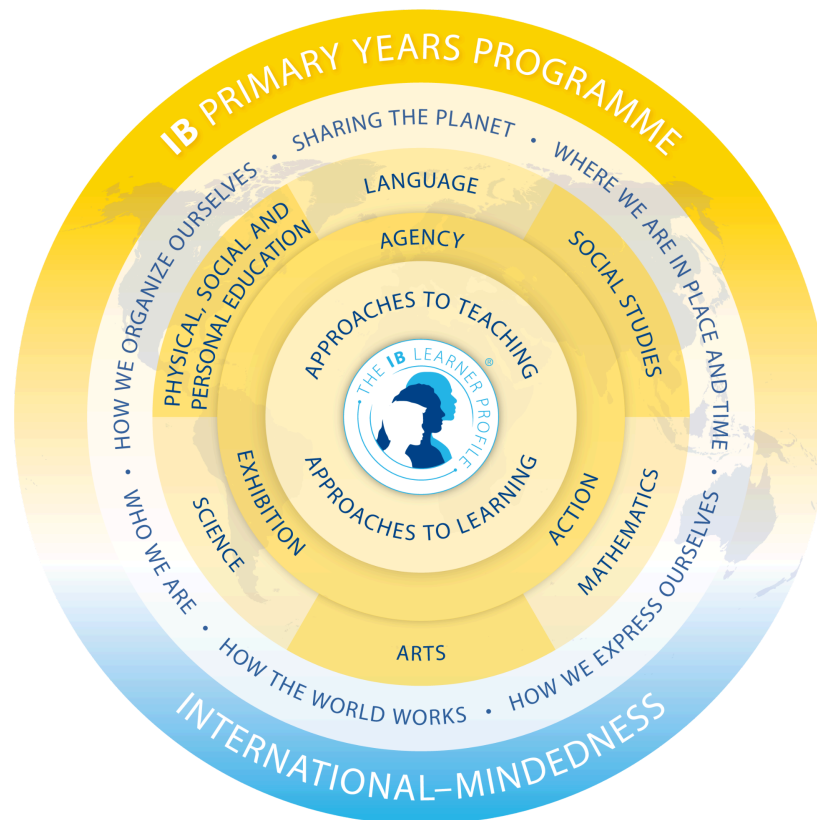 IB PRIMARY YEARS PROGRAMME
SHARING THE PLANET • WHERE WE ARE IN PLACE AND TIME • HOW WE EXPRESS OURSELVES • HOW THE WORLD WORKS • WHO WE ARE • HOW WE ORGANIZE OURSELVES •
LANGUAGE
SOCIAL STUDIES
MATHEMATICS
ARTS
SCIENCE
PHYSICAL, SOCIAL AND
PERSONAL EDUCATION
AGENCY
ACTION
EXHIBITION
APPROACHES TO TEACHING
THE IB LEARNER PROFILE
®
APPROACHES TO LEARNING
INTERNATIONAL–MINDEDNESS